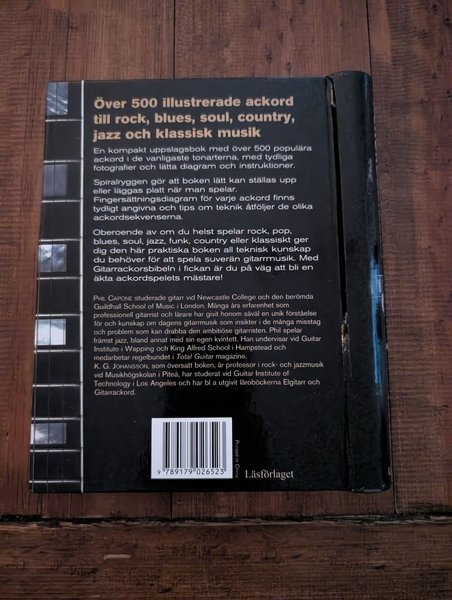 Över 500 illustrerade ackord
till rock, blues, soul, country,
jazz och klassisk musik
En kompakt uppslagsbok med över 500 populära
ackord i de vanligaste tonarterna, med tydliga
fotografier och lätta diagram och instruktioner.
Spiralryggen gör att boken lätt kan ställas upp
eller läggas platt när man spelar.
Fingersättningsdiagram för varje ackord finns
tydligt angivna och tips om teknik åtföljer de olika
ackordsekvenserna.
Oberoende av om du helst spelar rock, pop,
blues, soul, jazz, funk, country eller klassiskt ger
dig den här praktiska boken all teknisk kunskap
du behöver för att spela suverän gitarrmusik. Med
Gitarrackorsbibeln i fickan är du på väg att bli en
äkta ackordspelets mästare!
PHIL CAPONE studerade gitarr vid Newcastle College och den berömda
Guildhall School of Music i London. Många års erfarenhet som
professionell gitarrist och lärare har givit honom såväl en unik förståelse
för och kunskap om dagens gitarrmusik som insikter i de många misstag
och problem som kan drabba den ambitiöse gitarristen. Phil spelar
främst jazz, bland annat med sin egen kvintett. Han undervisar vid Guitar
Institute i Wapping och King Alfred School i Hampstead och
medarbetar regelbundet i Total Guitar magazine.
K. G. JOHANSSON, som översatt boken, är professor i rock- och jazzmusik
vid Musikhögskolan i Piteå, har studerat vid Guitar Institute of
Technology i Los Angeles och har bl a utgivit läroböckerna Elgitarr och
Gitarrackord.
Printed in China
9 789179 026523
Läsförlaget